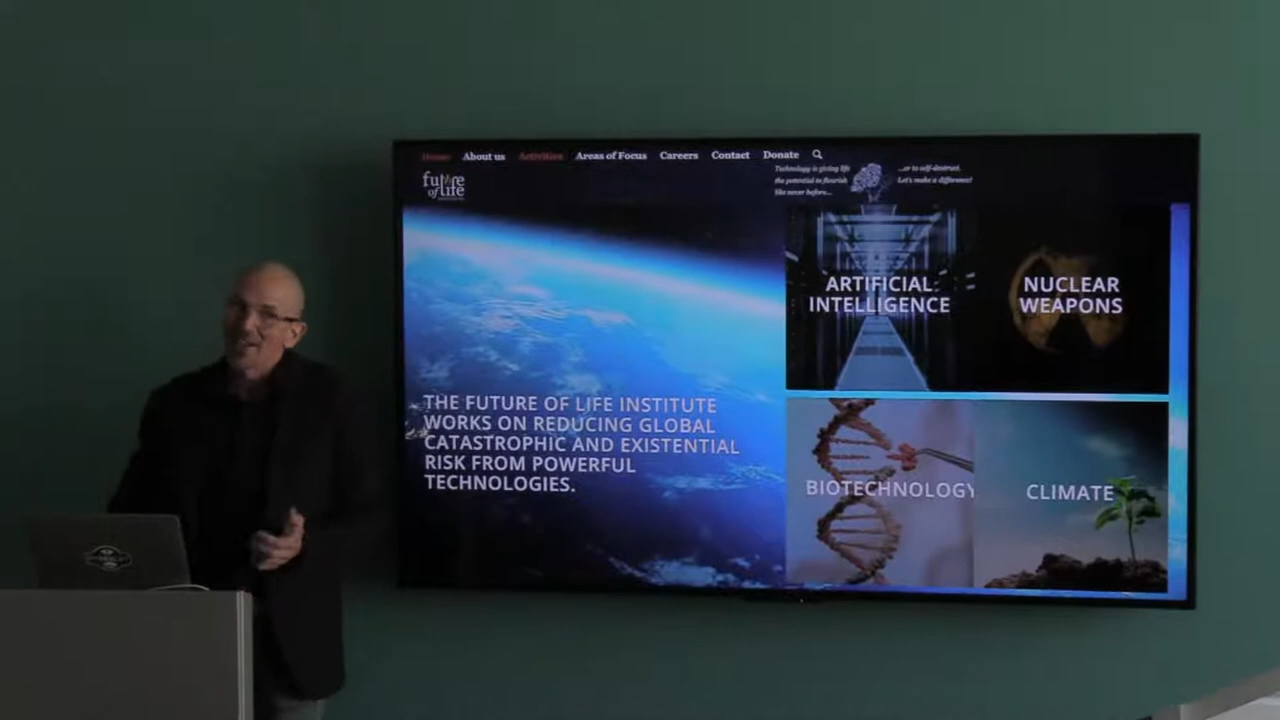 Home About us Activities Areas of Focus Careers Contact Donate
future
of life
Technology is giving life
the potential to flourish
like never before...
...or to self-destruct.
Let's make a difference!
THE FUTURE OF LIFE INSTITUTE
WORKS ON REDUCING GLOBAL
CATASTROPHIC AND EXISTENTIAL
RISK FROM POWERFUL
TECHNOLOGIES.
ARTIFICIAL
INTELLIGENCE
NUCLEAR
WEAPONS
BIOTECHNOLOGY
CLIMATE